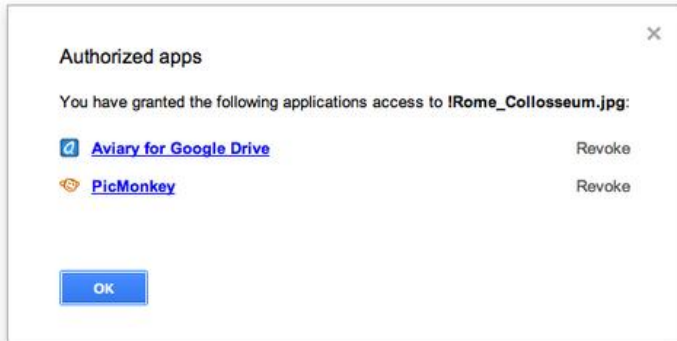 Authorized apps
You have granted the following applications access to !Rome_Collosseum.jpg:
Aviary for Google Drive Revoke
PicMonkey Revoke
OK